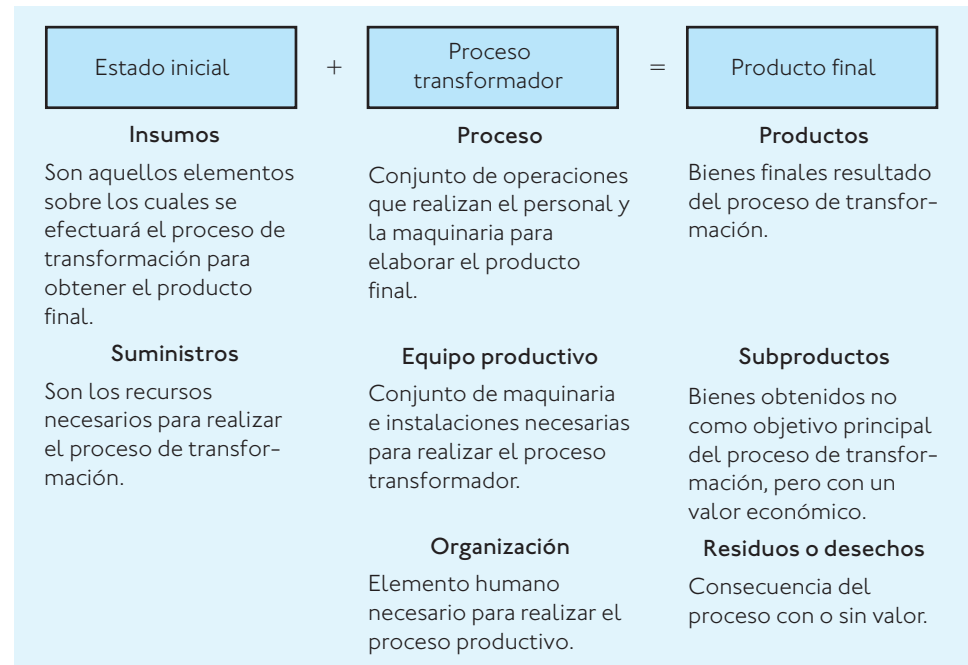 Estado inicial
+
Proceso
transformador
=
Producto final
Insumos
Son aquellos elementos
sobre los cuales se
efectuará el proceso de
transformación para
obtener el producto
final.
Suministros
Son los recursos
necesarios para realizar
el proceso de transfor-
mación.
Proceso
Conjunto de operaciones
que realizan el personal y
la maquinaria para
elaborar el producto
final.
Equipo productivo
Conjunto de maquinaria
e instalaciones necesarias
para realizar el proceso
transformador.
Organización
Elemento humano
necesario para realizar el
proceso productivo.
Productos
Bienes finales resultado
del proceso de transfor-
mación.
Subproductos
Bienes obtenidos no
como objetivo principal
del proceso de transfor-
mación, pero con un
valor económico.
Residuos o desechos
Consecuencia del
proceso con o sin valor.